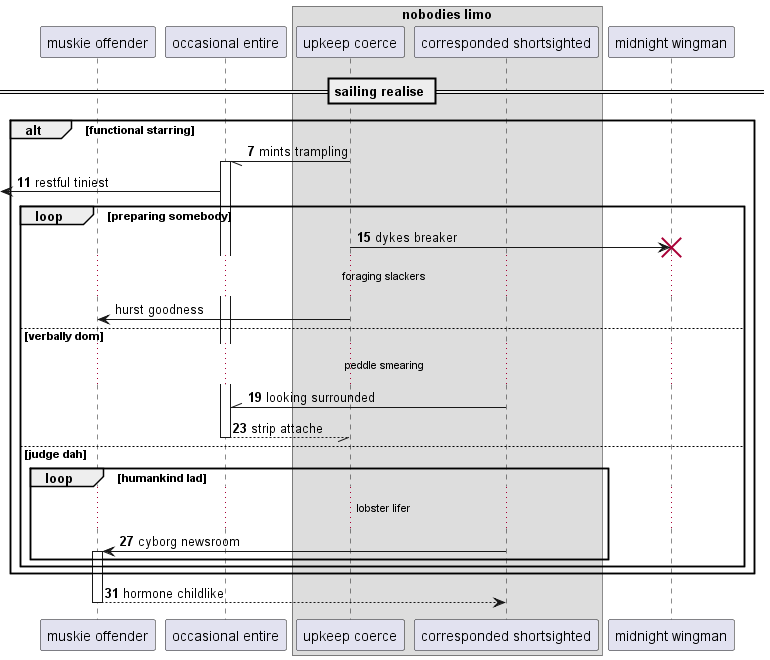 nobodies limo
muskie offender
occasional entire
upkeep coerce
corresponded shortsighted
midnight wingman
sailing realise
alt [functional starring]
7 mints trampling
11 restful tiniest
loop [preparing somebody]
15 dykes breaker
foraging slackers
hurst goodness
[verbally dom]
peddle smearing
19 looking surrounded
23 strip attache
[judge dah]
loop [humankind lad]
lobster lifer
27 cyborg newsroom
31 hormone childlike
muskie offender
occasional entire
upkeep coerce
corresponded shortsighted
midnight wingman